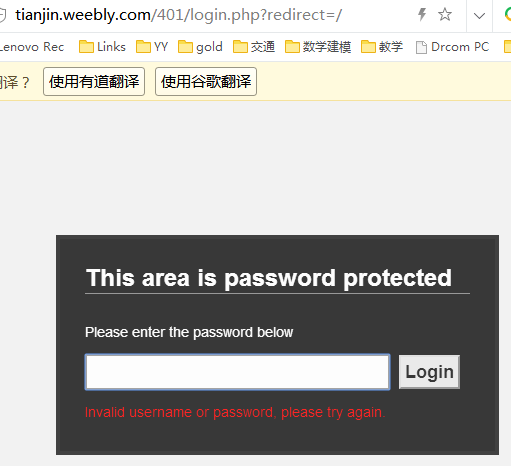 tianjin.weebly.com/401/login.php?redirect=/
Lenovo Rec Links YY gold 交通 数学建模 教学 Drcom PC
翻译？ 使用有道翻译 使用谷歌翻译
This area is password protected
Please enter the password below
Login
Invalid username or password, please try again.